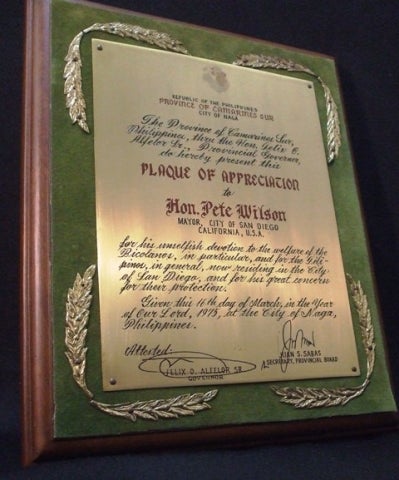 REPUBLIC OF THE PHILIPPINES
PROVINCE OF CAMARINES SUR
CITY OF NAGA
The Province of Camarines Sur,
Philippines, thru the Hon. Felix O.
Alfelor Sr., Provincial Governor,
do hereby present this
PLAQUE OF APPRECIATION
to
Hon. Pete Wilson
MAYOR, CITY OF SAN DIEGO
CALIFORNIA, U.S.A.
for his unselfish devotion to the welfare of the
Bicolanos, in particular, and for the Fili-
pinos, in general, now residing in the City
of San Diego, and for his great concern
for their protection.
Given this 16th day of March, in the Year
of Our Lord, 1975, at the City of Naga,
Philippines.
Attested:
FELIX O. ALFELOR SR
GOVERNOR
JUAN S. SABAS
SECRETARY, PROVINCIAL BOARD